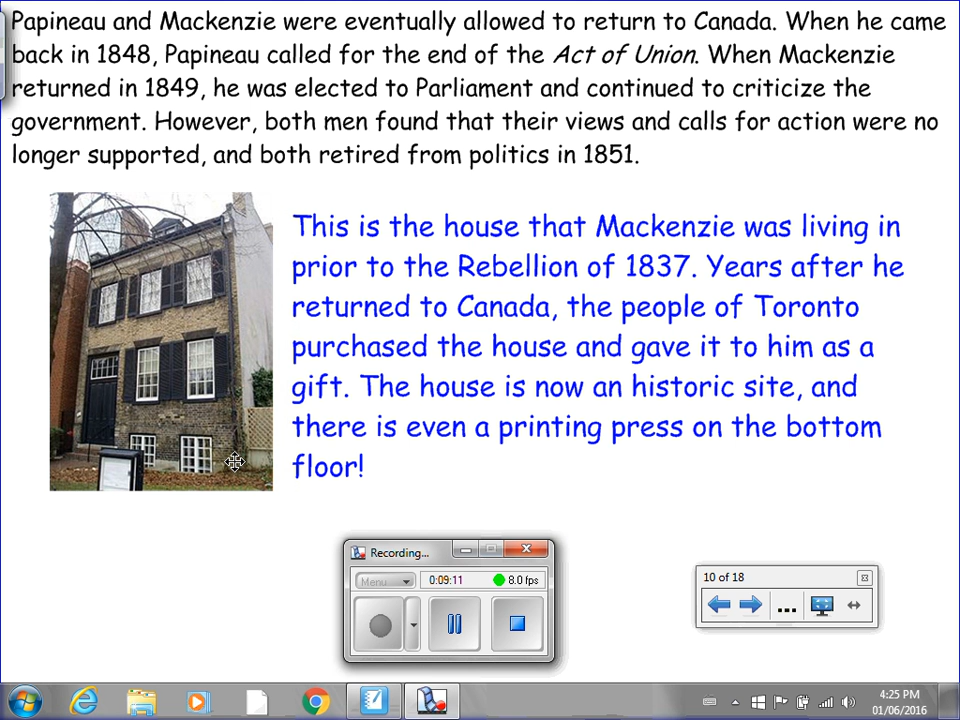 Papineau and Mackenzie were eventually allowed to return to Canada. When he came
back in 1848, Papineau called for the end of the Act of Union. When Mackenzie
returned in 1849, he was elected to Parliament and continued to criticize the
government. However, both men found that their views and calls for action were no
longer supported, and both retired from politics in 1851.
This is the house that Mackenzie was living in
prior to the Rebellion of 1837. Years after he
returned to Canada, the people of Toronto
purchased the house and gave it to him as a
gift. The house is now an historic site, and
there is even a printing press on the bottom
floor!
Recording...
Menu 0:09:11 8.0 fps
10 of 18
...
4:25 PM
01/06/2016